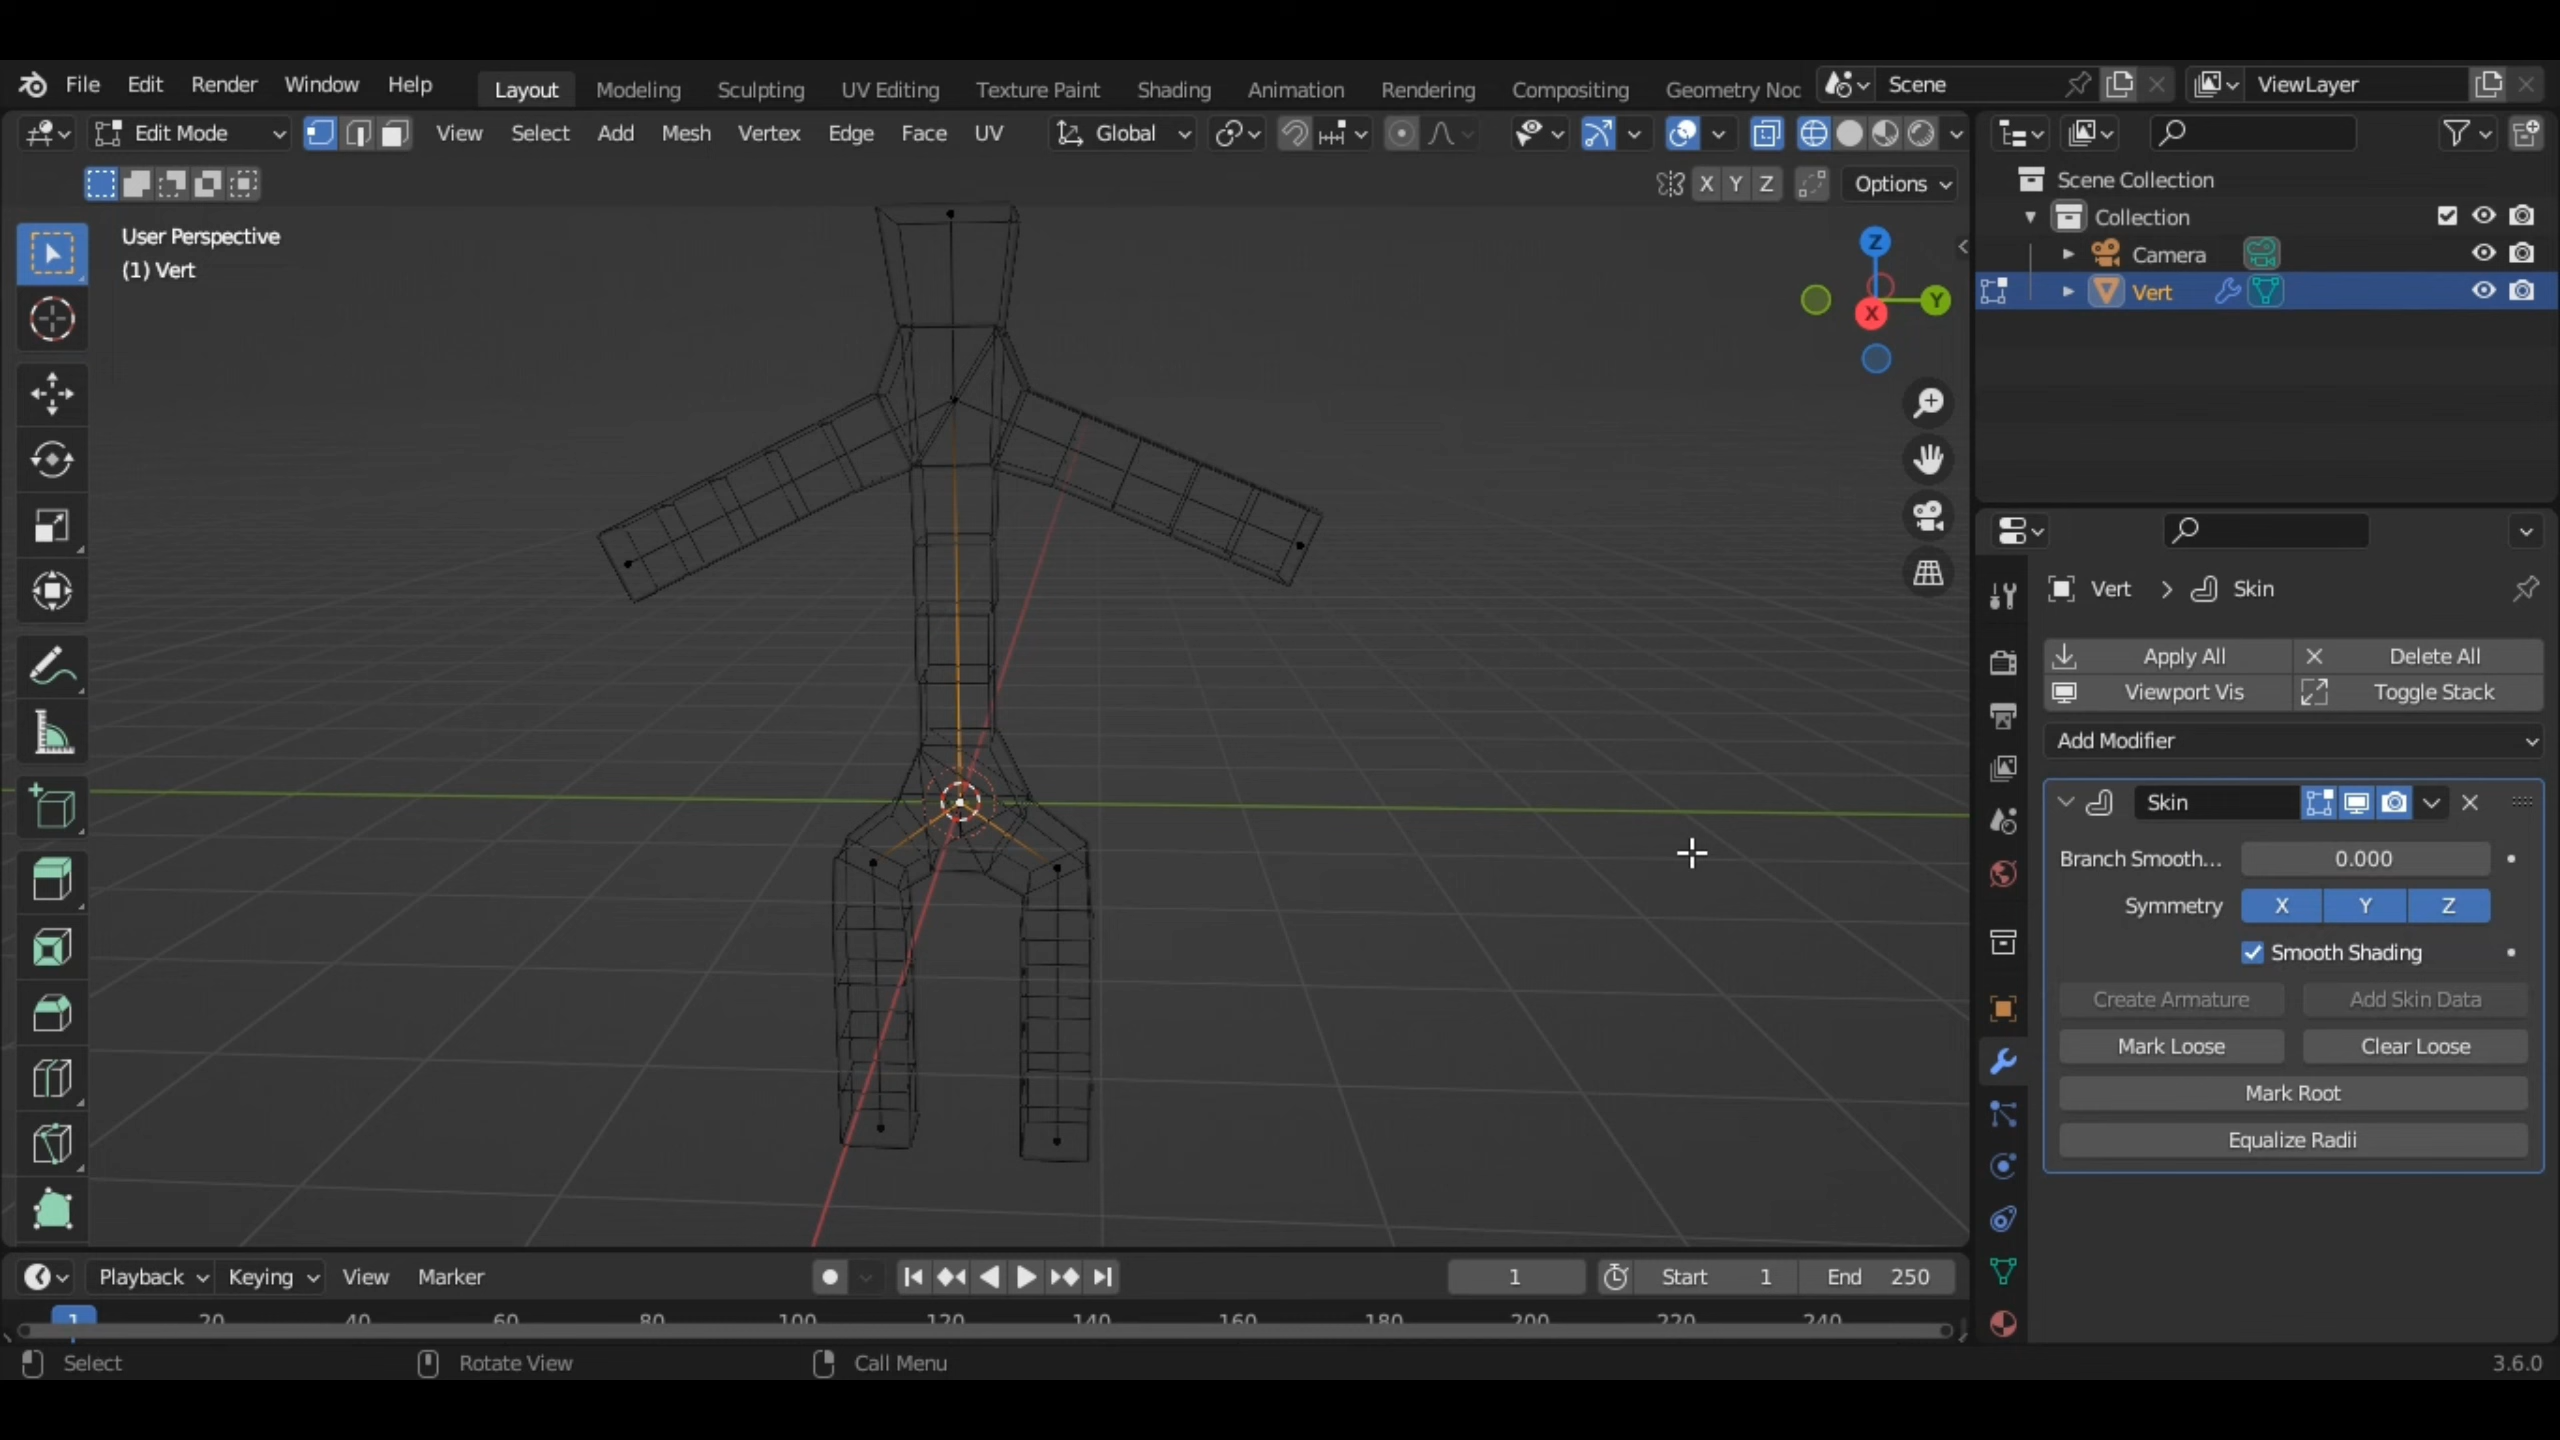 File Edit Render Window Help Layout Modeling Sculpting UV Editing Texture Paint Shading Animation Rendering Compositing Geometry Noc Scene ViewLayer
Edit Mode View Select Add Mesh Vertex Edge Face UV Global
X Y Z Options
User Perspective
(1) Vert
Z
Y
X
Scene Collection
Collection
Camera
Vert
Vert > Skin
Apply All Delete All
Viewport Vis Toggle Stack
Add Modifier
Skin
Branch Smooth... 0.000
Symmetry X Y Z
Smooth Shading
Create Armature Add Skin Data
Mark Loose Clear Loose
Mark Root
Equalize Radii
Playback Keying View Marker 1 Start 1 End 250
1 20 40 60 80 100 120 140 160 180 200 220 240
Select Rotate View Call Menu 3.6.0